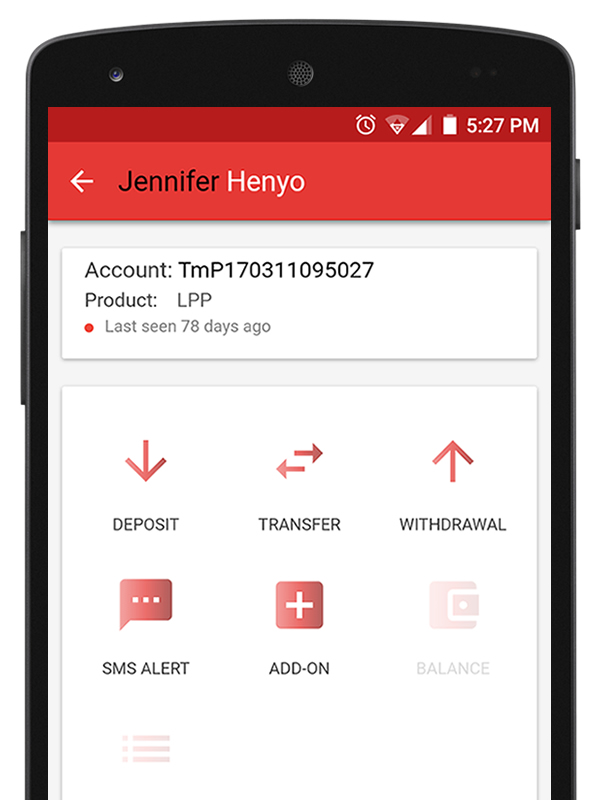 5:27 PM
Jennifer Henyo
Account: TmP170311095027
Product: LPP
Last seen 78 days ago
DEPOSIT TRANSFER WITHDRAWAL
SMS ALERT ADD-ON BALANCE